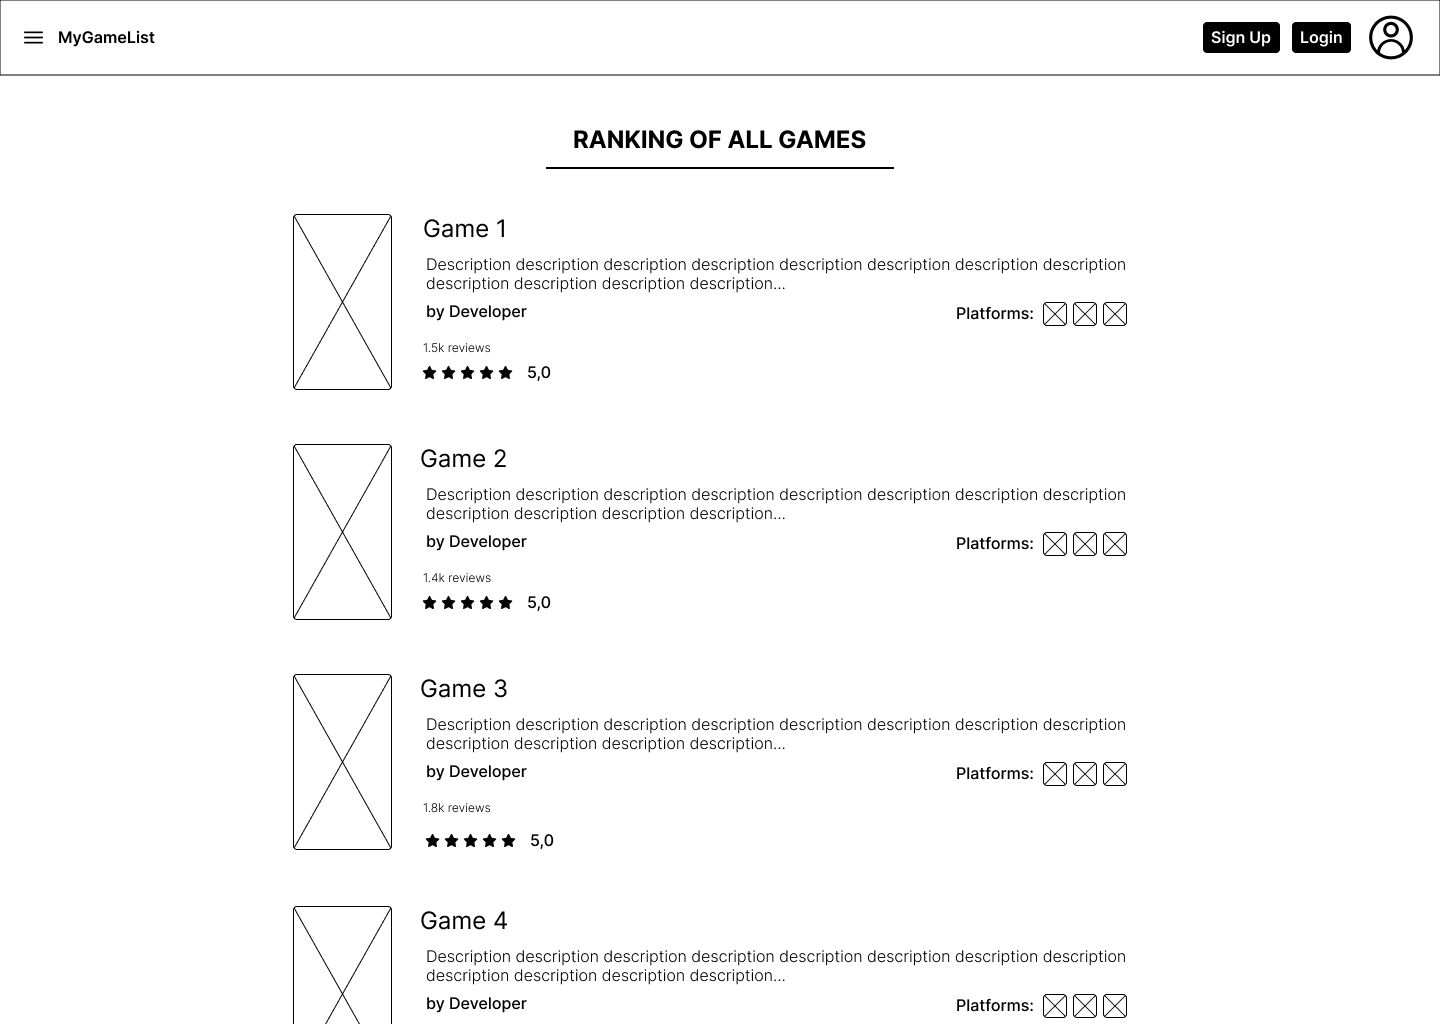 MyGameList
Sign Up
Login
RANKING OF ALL GAMES
Game 1
Description description description description description description description description
description description description description...
by Developer
Platforms:
1.5k reviews
5,0
Game 2
Description description description description description description description description
description description description description...
by Developer
Platforms:
1.4k reviews
5,0
Game 3
Description description description description description description description description
description description description description...
by Developer
Platforms:
1.8k reviews
5,0
Game 4
Description description description description description description description description
description description description description...
by Developer
Platforms: